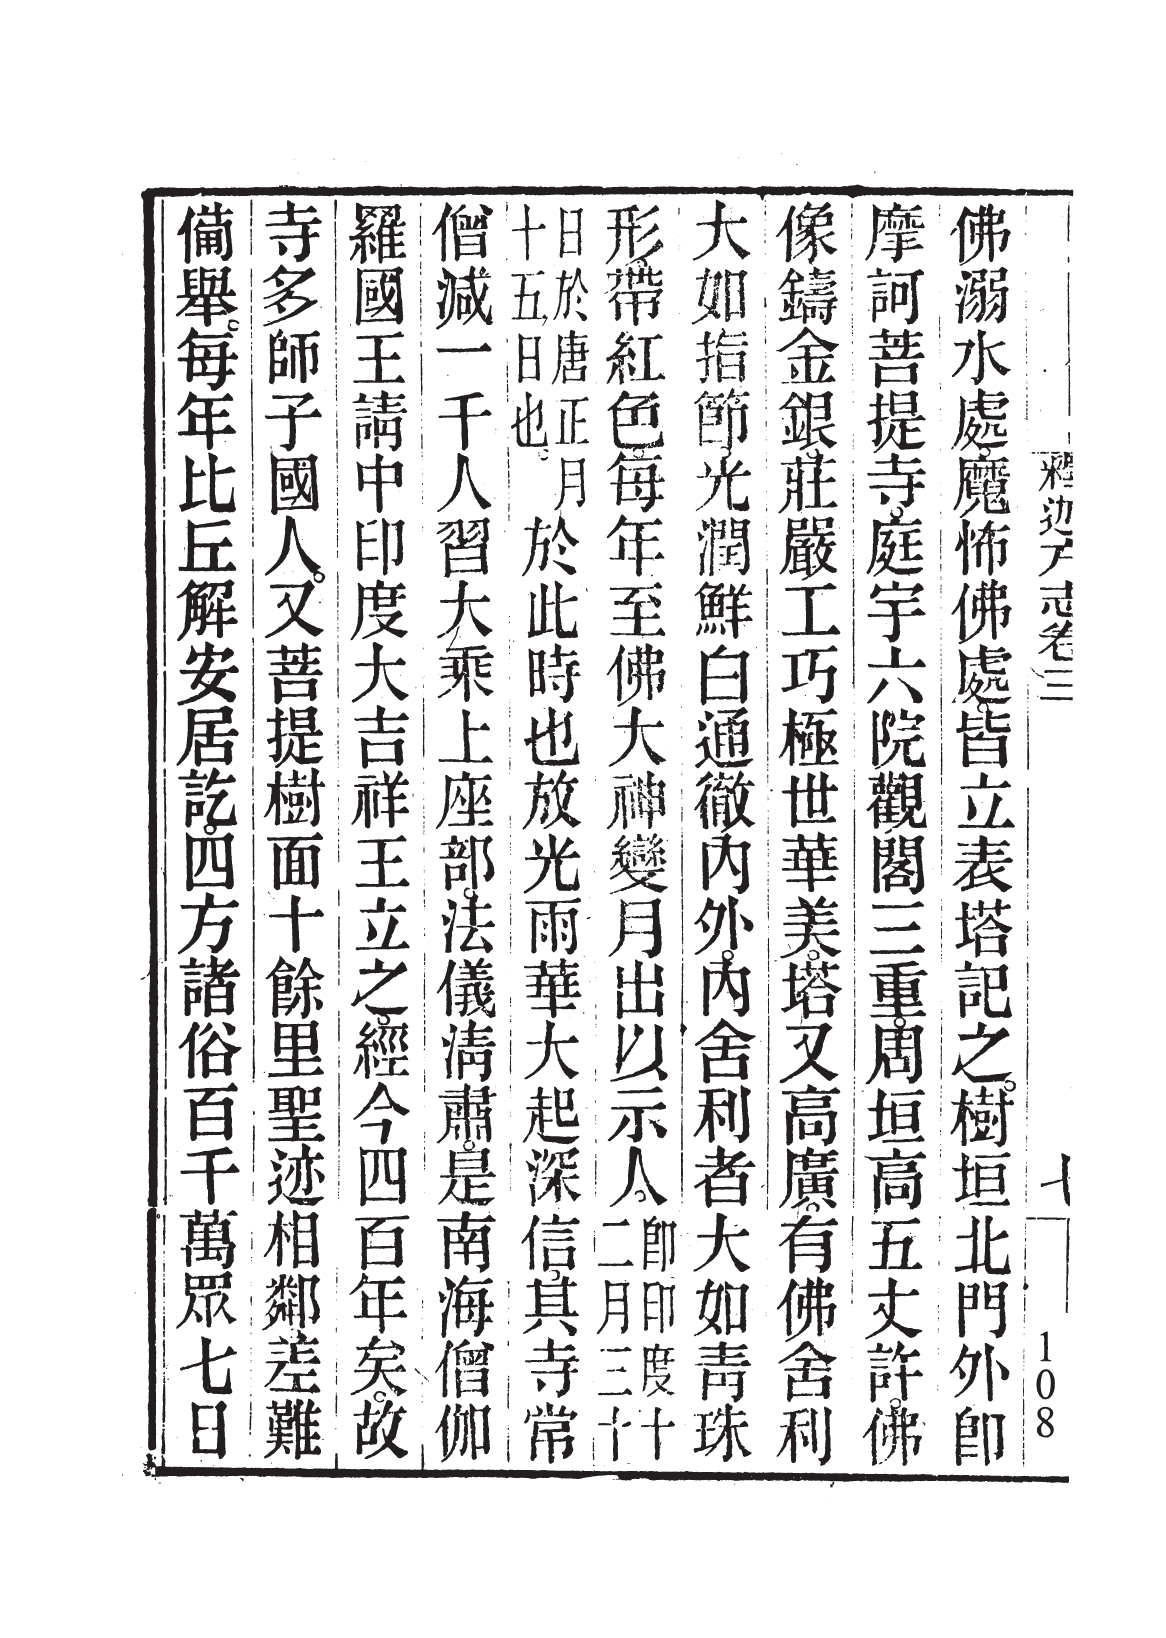 釋迦方志卷三
七
108
佛溺水處。魔怖佛處。皆立表塔記之。樹垣北門外即
摩訶菩提寺。庭宇六院觀閣三重。周垣高五丈許。佛
像鑄金銀。莊嚴工巧極世華美。塔又高廣。有佛舍利
大如指節。光潤鮮白通徹內外。內舍利者大如青珠
形帶紅色。每年至佛大神變月出以示人。即印度十二月三十
日於唐正月十五日也。於此時也放光雨華大起深信。其寺常
僧減一千人習大乘上座部。法儀清肅。是南海僧伽
羅國王請中印度大吉祥王立之。經今四百年矣。故
寺多師子國人。又菩提樹面十餘里聖迹相鄰差難
備舉。每年比丘解安居訖。四方諸俗百千萬眾七日